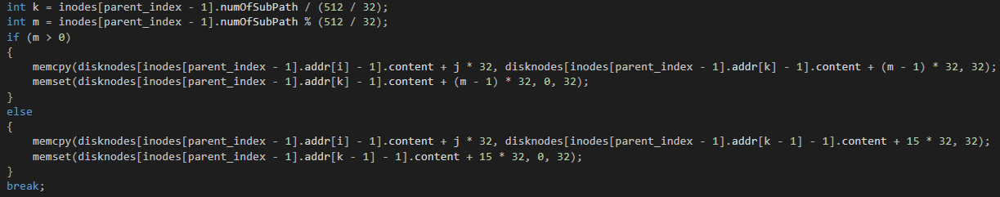 int k = inodes[parent_index - 1].numOfSubPath / (512 / 32);
int m = inodes[parent_index - 1].numOfSubPath % (512 / 32);
if (m > 0)
{
    memcpy(disknodes[inodes[parent_index - 1].addr[i] - 1].content + j * 32, disknodes[inodes[parent_index - 1].addr[k] - 1].content + (m - 1) * 32, 32);
    memset(disknodes[inodes[parent_index - 1].addr[k] - 1].content + (m - 1) * 32, 0, 32);
}
else
{
    memcpy(disknodes[inodes[parent_index - 1].addr[i] - 1].content + j * 32, disknodes[inodes[parent_index - 1].addr[k - 1] - 1].content + 15 * 32, 32);
    memset(disknodes[inodes[parent_index - 1].addr[k - 1] - 1].content + 15 * 32, 0, 32);
}
break;